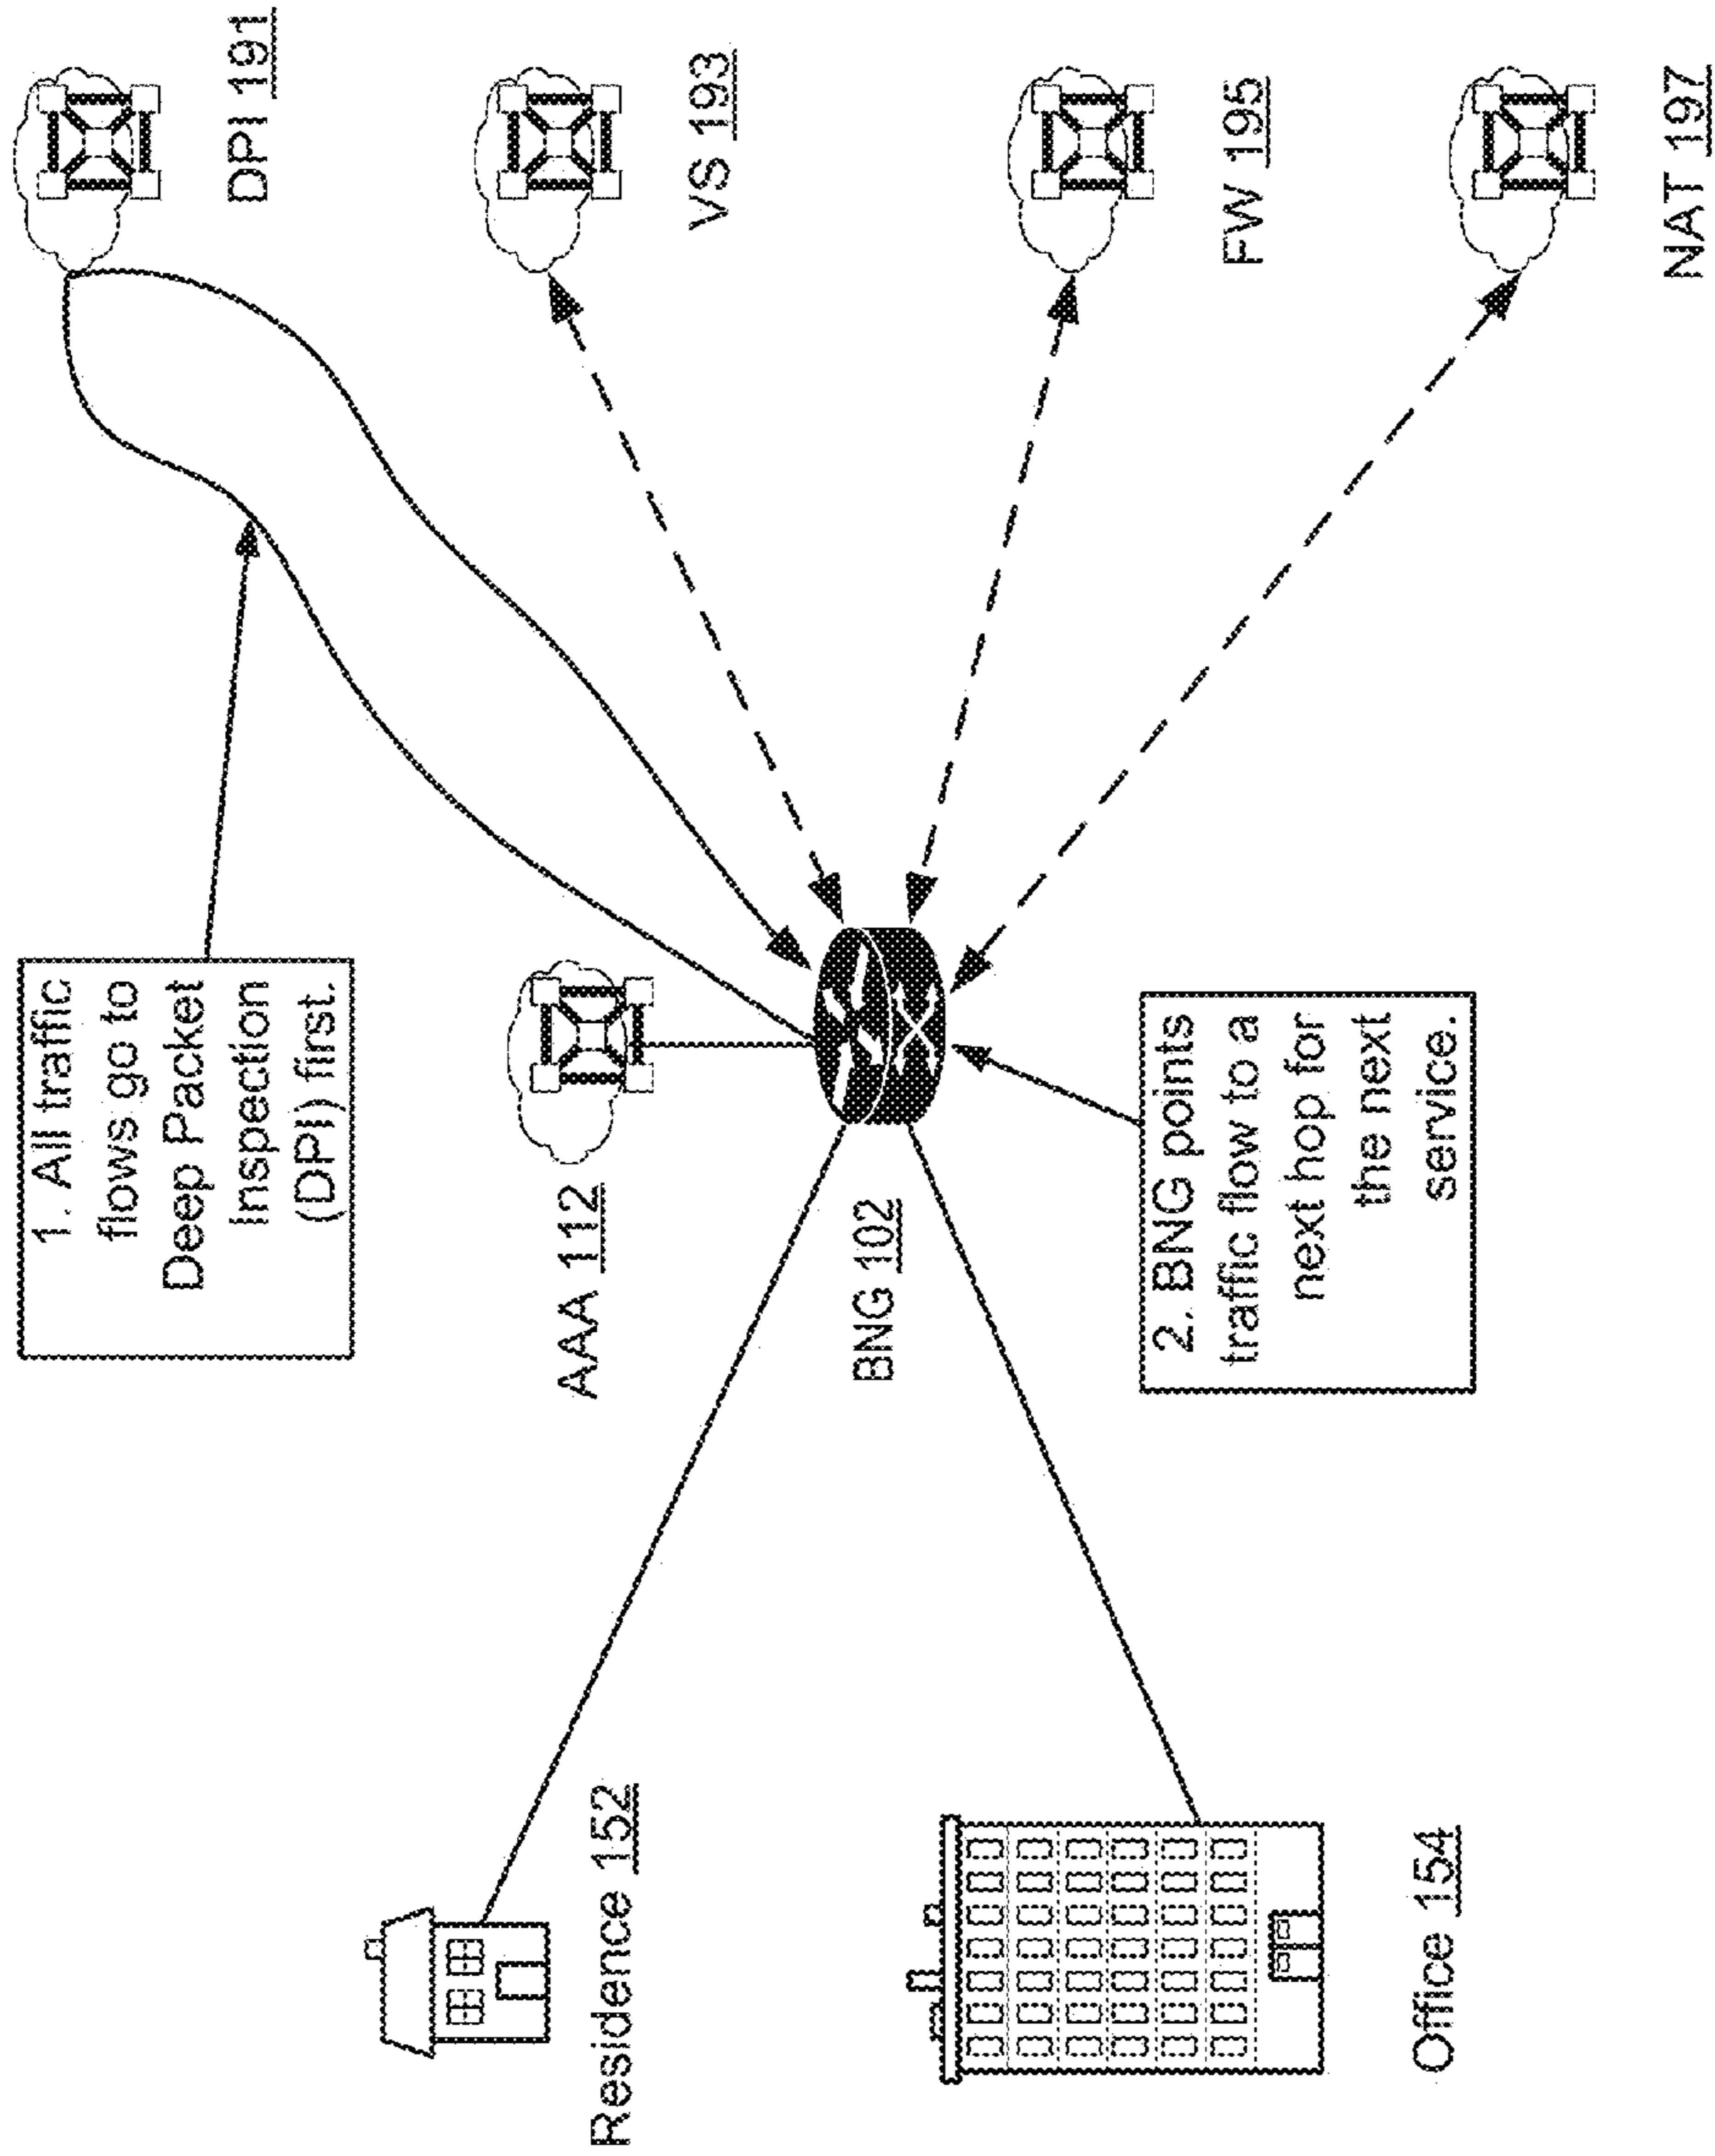 1. All traffic
flows go to
Deep Packet
Inspection
(DPI) first.
DPI 191
AAA 112
VS 193
Residence 152
BNG 102
FW 195
2. BNG points
traffic flow to a
next hop for
the next
service.
Office 154
NAT 197